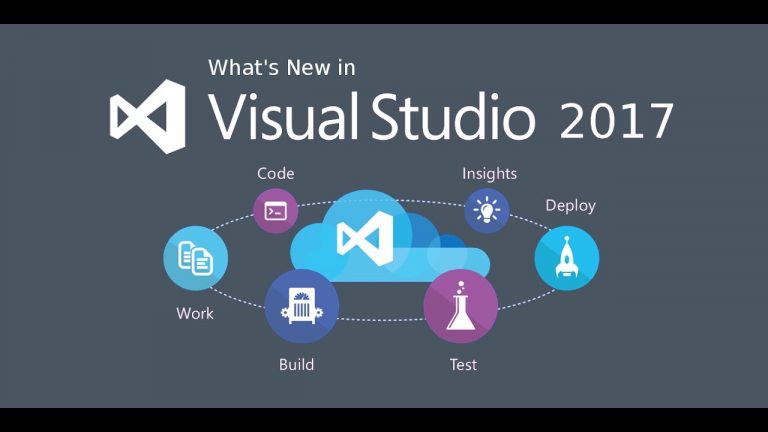 What's New in
Visual Studio 2017
Code
Insights
Deploy
Work
Build
Test